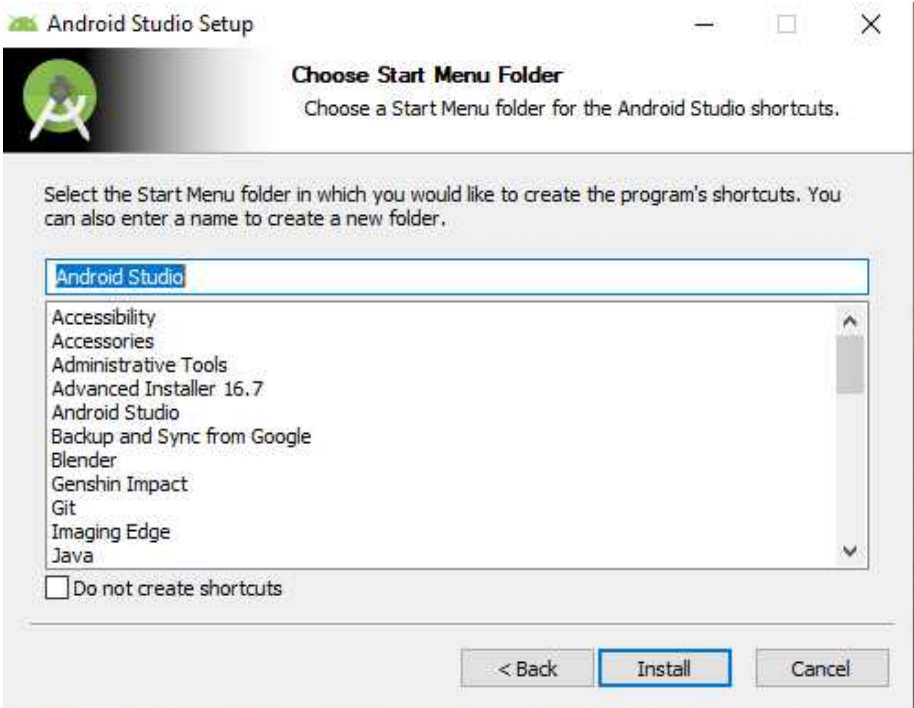 Android Studio Setup
Choose Start Menu Folder
Choose a Start Menu folder for the Android Studio shortcuts.
Select the Start Menu folder in which you would like to create the program's shortcuts. You
can also enter a name to create a new folder.
Android Studio
Accessibility
Accessories
Administrative Tools
Advanced Installer 16.7
Android Studio
Backup and Sync from Google
Blender
Genshin Impact
Git
Imaging Edge
Java
Do not create shortcuts
< Back Install Cancel